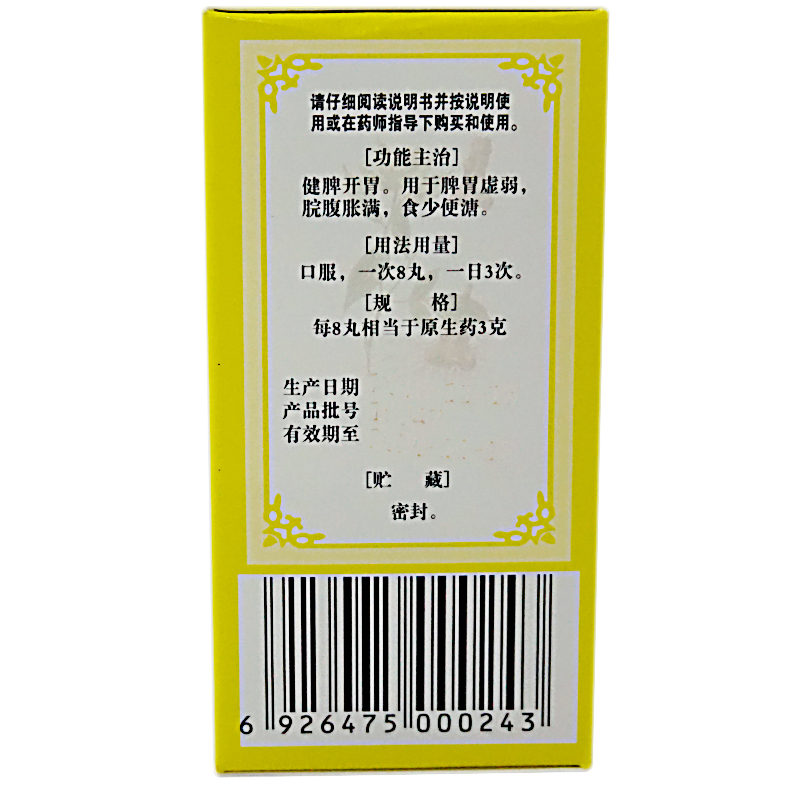 请仔细阅读说明书并按说明使
用或在药师指导下购买和使用。
[功能主治]
健脾开胃。用于脾胃虚弱，
脘腹胀满，食少便溏。
[用法用量]
口服，一次8丸，一日3次。
[规 格]
每8丸相当于原生药3克
生产日期
产品批号
有效期至
[贮 藏]
密封。
6 926475 000243